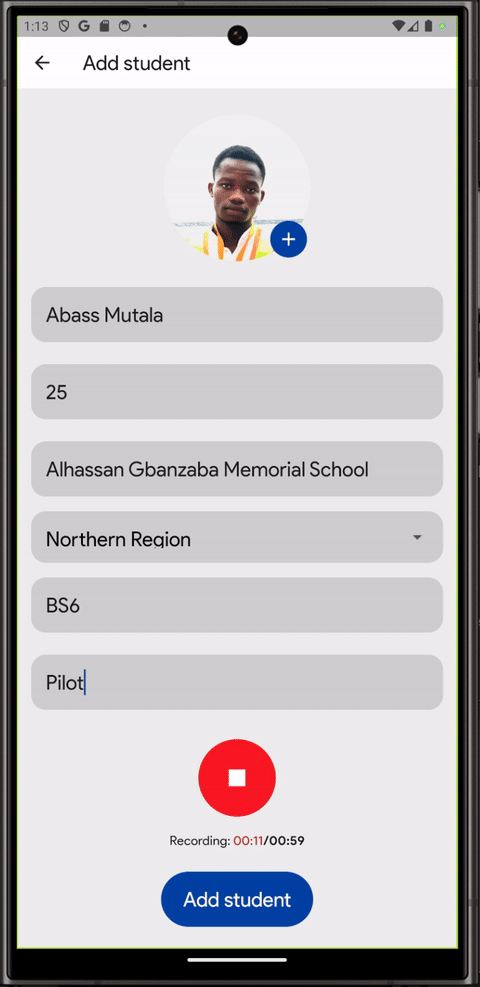 1:13
Add student
Abass Mutala
25
Alhassan Gbanzaba Memorial School
Northern Region
BS6
Pilot
Recording: 00:11/00:59
Add student